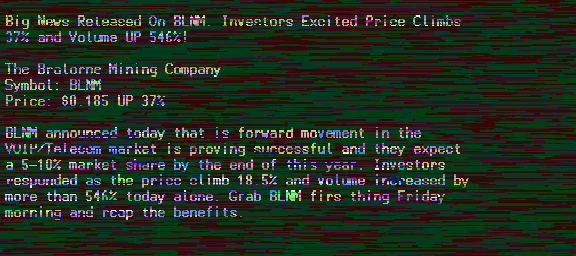 Big News Released On BLNM. Investors Excited Price Climbs
37% and Volume UP 546%!
The Bralorne Mining Company
Symbol: BLNM
Price: $0.185 UP 37%
BLNM announced today that is forward movement in the
VOIP/Telecom market is proving successful and they expect
a 5-10% market share by the end of this year. Investors
responded as the price climb 18.5% and volume increased by
more than 546% today alone. Grab BLNM firs thing Friday
morning and reap the benefits.